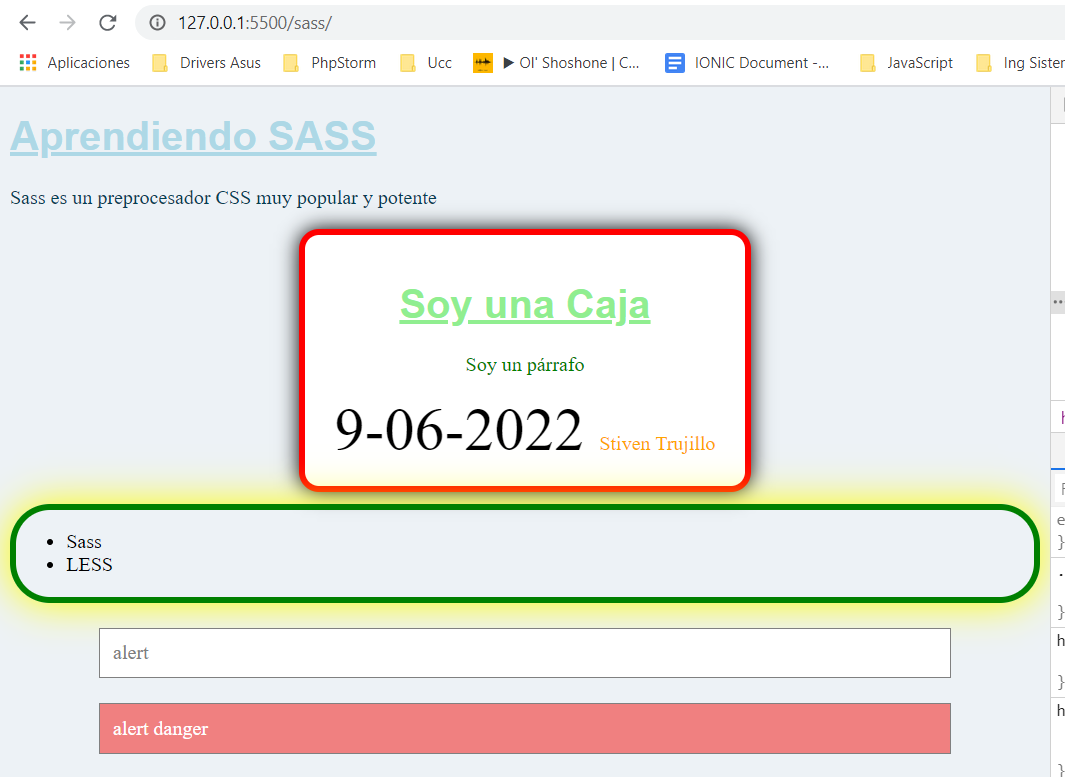 127.0.0.1:5500/sass/
Aplicaciones Drivers Asus PhpStorm Ucc ▶ Ol' Shoshone | C... IONIC Document -... JavaScript Ing Sister
Aprendiendo SASS
Sass es un preprocesador CSS muy popular y potente
Soy una Caja
Soy un párrafo
9-06-2022 Stiven Trujillo
• Sass
• LESS
alert
alert danger